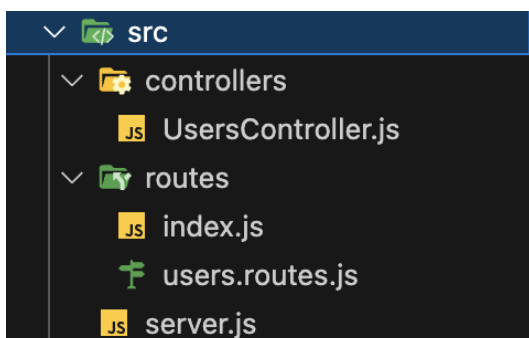 src
controllers
JS UsersController.js
routes
JS index.js
users.routes.js
JS server.js